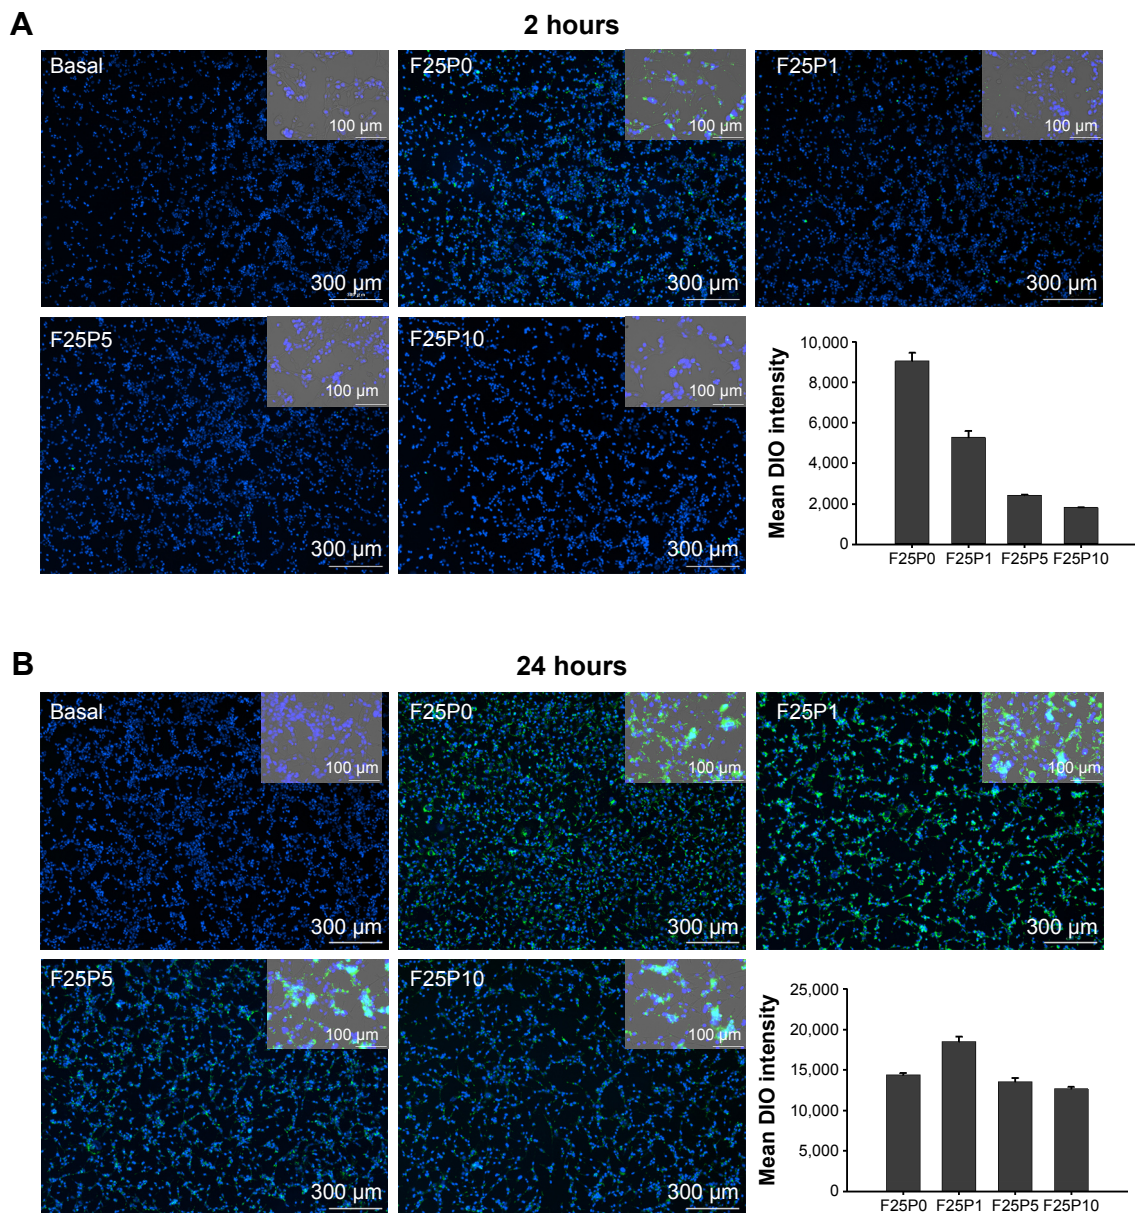 A
2 hours
Basal
100 µm
300 µm
F25P0
100 µm
300 µm
F25P1
100 µm
300 µm
F25P5
100 µm
300 µm
F25P10
100 µm
300 µm
Mean DIO intensity
10,000
8,000
6,000
4,000
2,000
0
F25P0 F25P1 F25P5 F25P10
B
24 hours
Basal
100 µm
300 µm
F25P0
100 µm
300 µm
F25P1
100 µm
300 µm
F25P5
100 µm
300 µm
F25P10
100 µm
300 µm
Mean DIO intensity
25,000
20,000
15,000
10,000
5,000
0
F25P0 F25P1 F25P5 F25P10